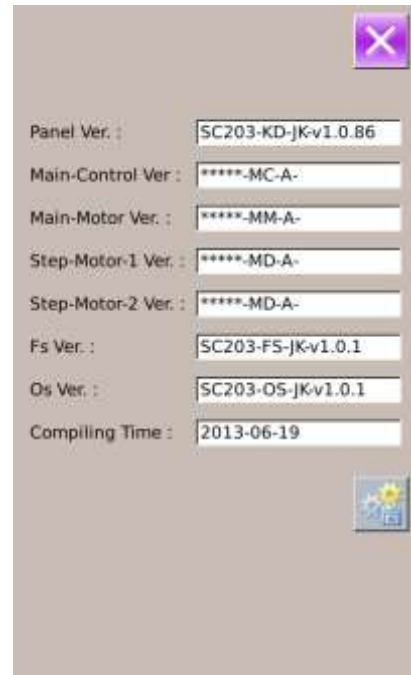 Panel Ver. : SC203-KD-JK-v1.0.86
Main-Control Ver : *****-MC-A-
Main-Motor Ver. : *****-MM-A-
Step-Motor-1 Ver. : *****-MD-A-
Step-Motor-2 Ver. : *****-MD-A-
Fs Ver. : SC203-FS-JK-v1.0.1
Os Ver. : SC203-OS-JK-v1.0.1
Compiling Time : 2013-06-19